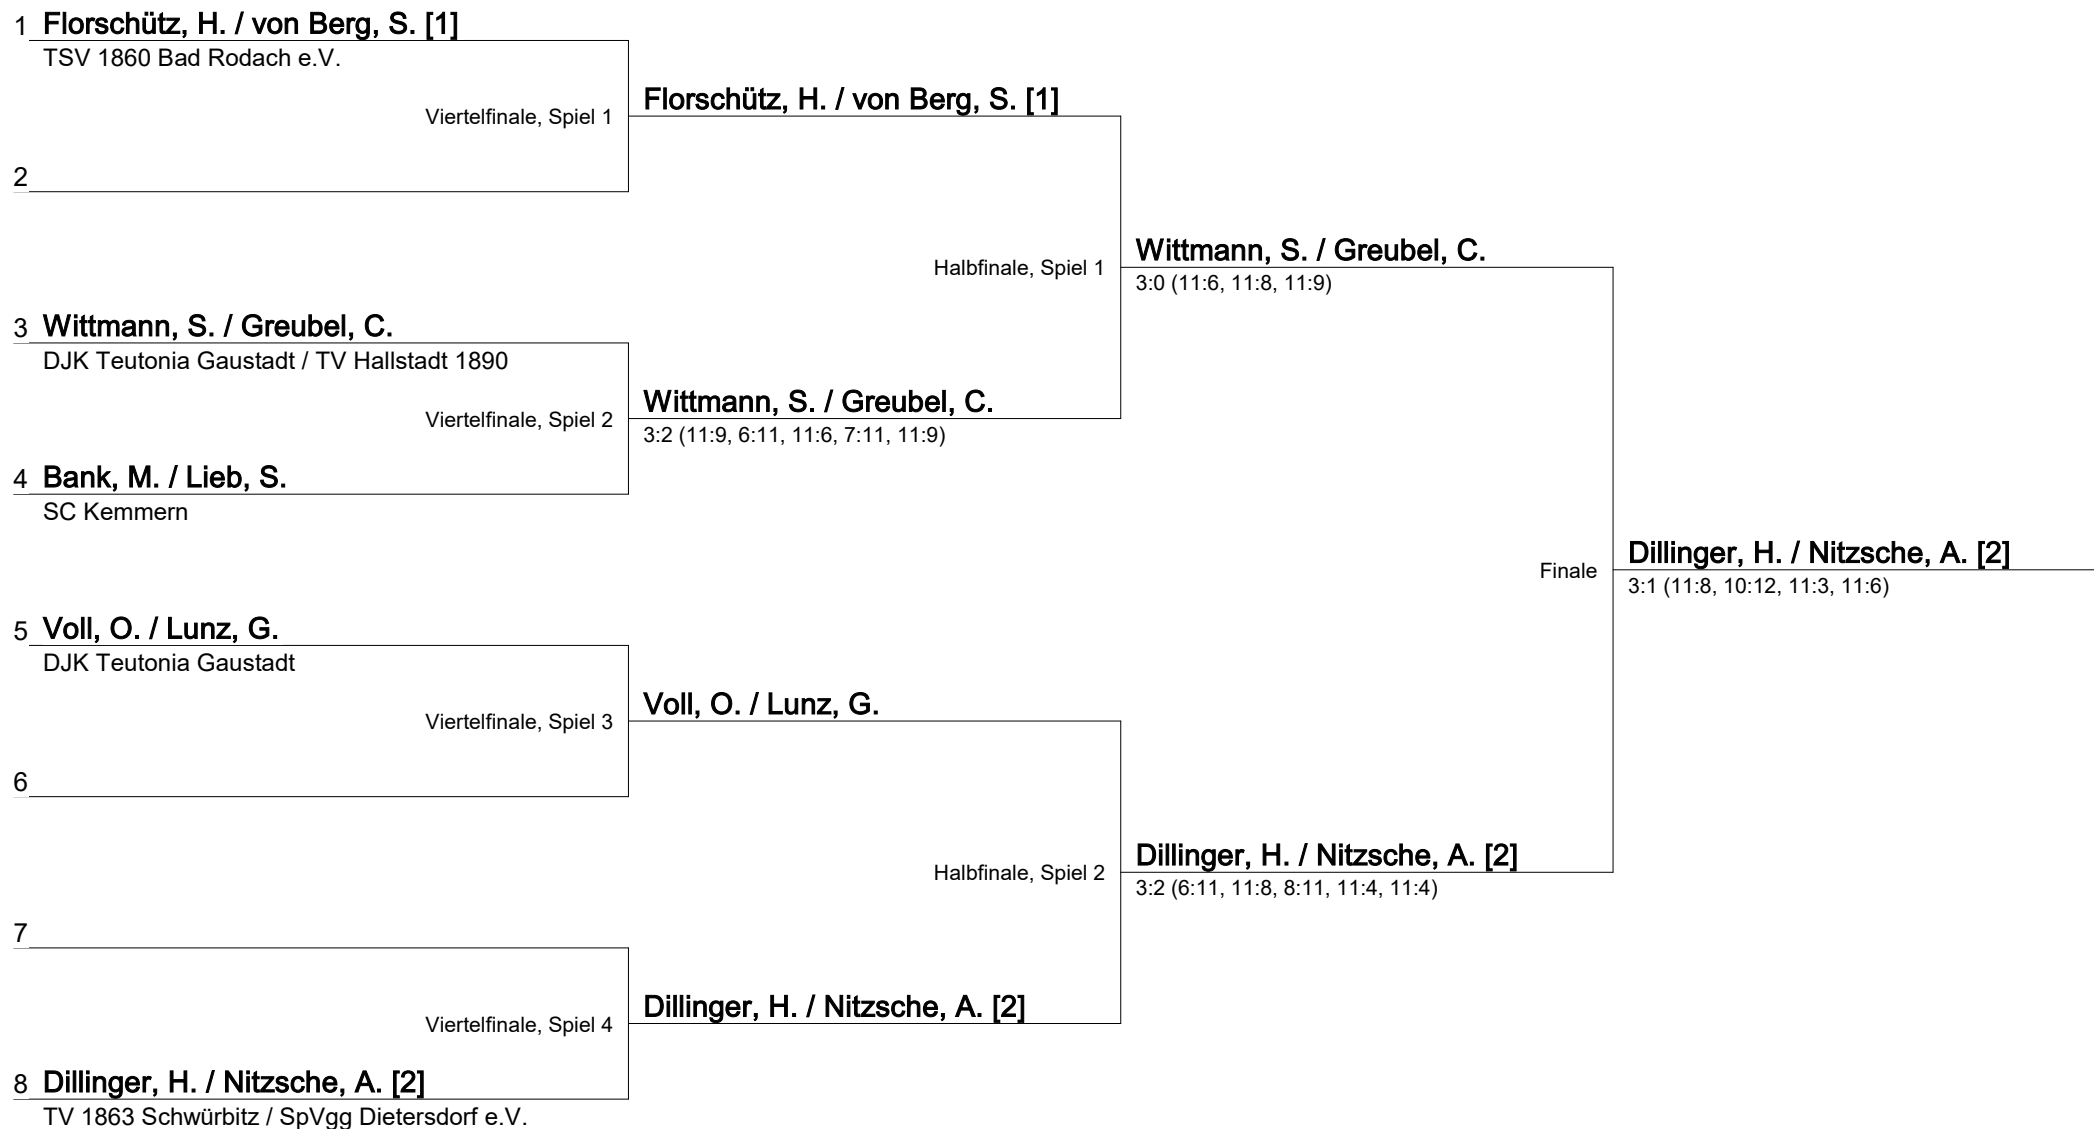 1 Florschütz, H. / von Berg, S. [1]
TSV 1860 Bad Rodach e.V.
Viertelfinale, Spiel 1
Florschütz, H. / von Berg, S. [1]
2
Halbfinale, Spiel 1
Wittmann, S. / Greubel, C.
3:0 (11:6, 11:8, 11:9)
3 Wittmann, S. / Greubel, C.
DJK Teutonia Gaustadt / TV Hallstadt 1890
Viertelfinale, Spiel 2
Wittmann, S. / Greubel, C.
3:2 (11:9, 6:11, 11:6, 7:11, 11:9)
4 Bank, M. / Lieb, S.
SC Kemmern
Finale
Dillinger, H. / Nitzsche, A. [2]
3:1 (11:8, 10:12, 11:3, 11:6)
5 Voll, O. / Lunz, G.
DJK Teutonia Gaustadt
Viertelfinale, Spiel 3
Voll, O. / Lunz, G.
6
Halbfinale, Spiel 2
Dillinger, H. / Nitzsche, A. [2]
3:2 (6:11, 11:8, 8:11, 11:4, 11:4)
7
Viertelfinale, Spiel 4
Dillinger, H. / Nitzsche, A. [2]
8 Dillinger, H. / Nitzsche, A. [2]
TV 1863 Schwürbitz / SpVgg Dietersdorf e.V.